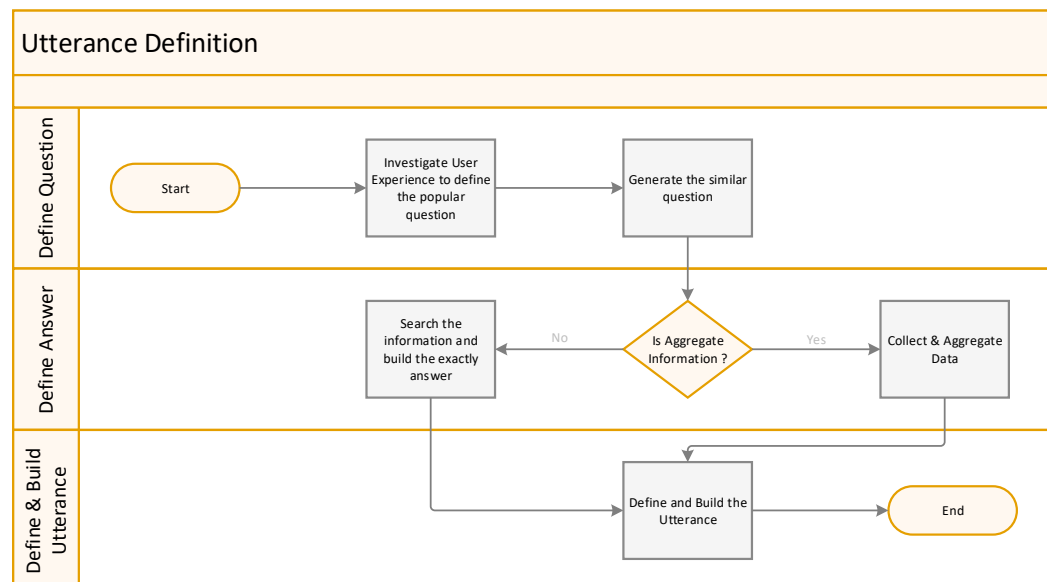 Utterance Definition
Define Question
Start
Investigate User
Experience to define
the popular
question
Generate the similar
question
Define Answer
Search the
information and
build the exactly
answer
No
Is Aggregate
Information ?
Yes
Collect & Aggregate
Data
Define & Build
Utterance
Define and Build the
Utterance
End